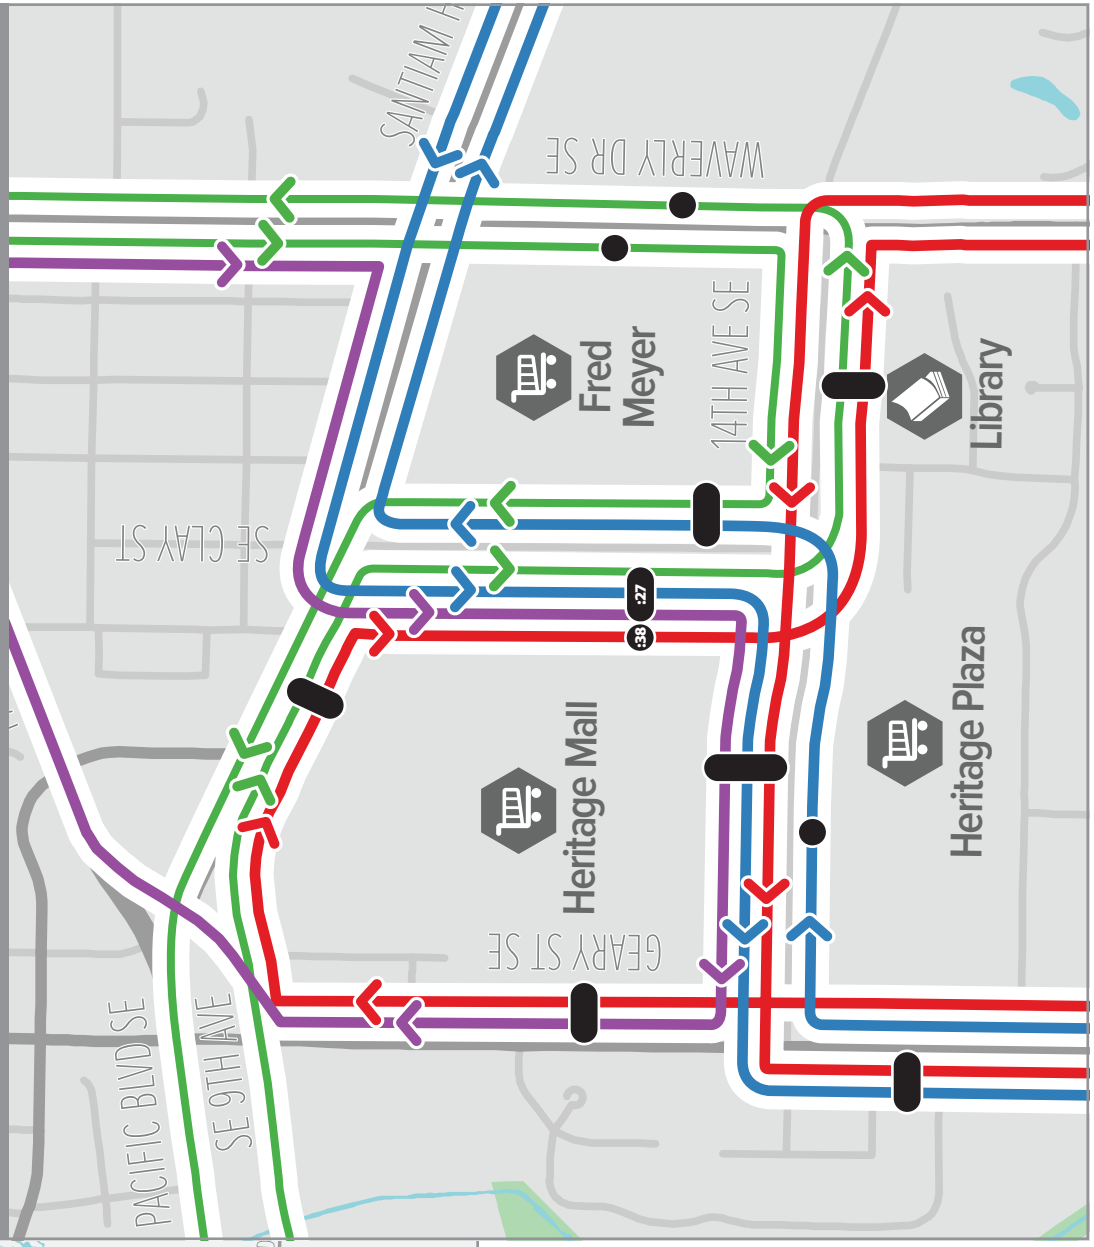 SANTIAM H
WAVERLY DR SE
14TH AVE SE
Fred
Meyer
Library
SE CLAY ST
:27
:38
Heritage Mall
Heritage Plaza
GEARY ST SE
PACIFIC BLVD SE
SE 9TH AVE